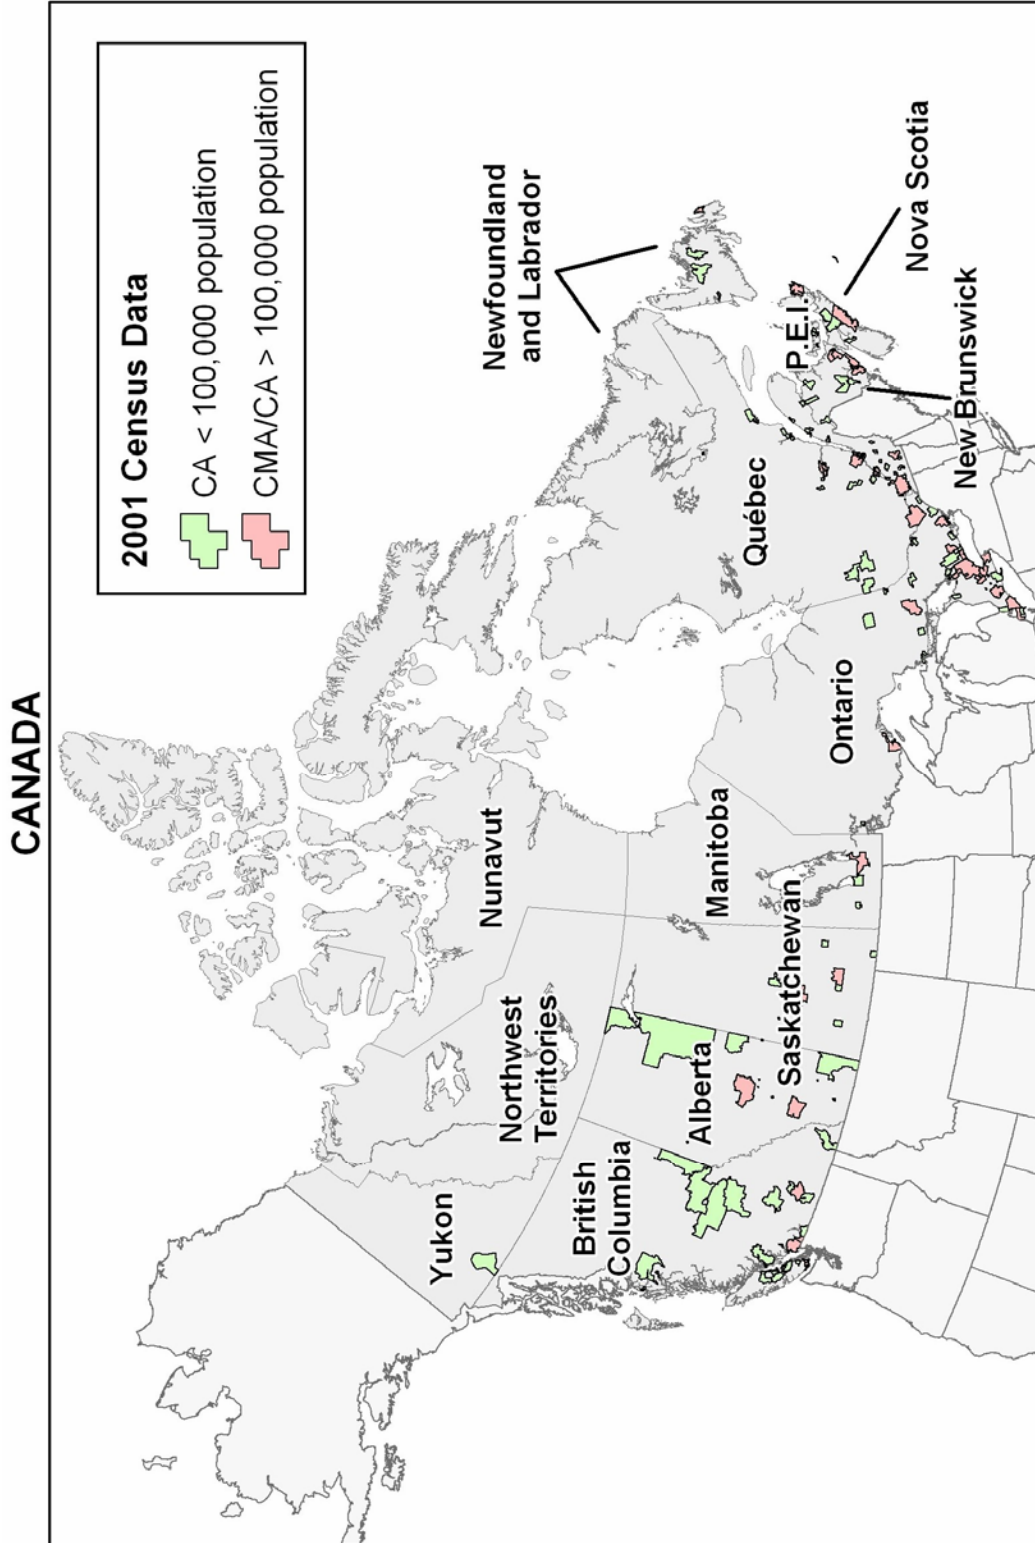 CANADA
2001 Census Data
CA < 100,000 population
CMA/CA > 100,000 population
Newfoundland
and Labrador
Nova Scotia
P.E.I.
New Brunswick
Québec
Ontario
Nunavut
Manitoba
Northwest
Territories
Saskatchewan
Alberta
Yukon
British
Columbia